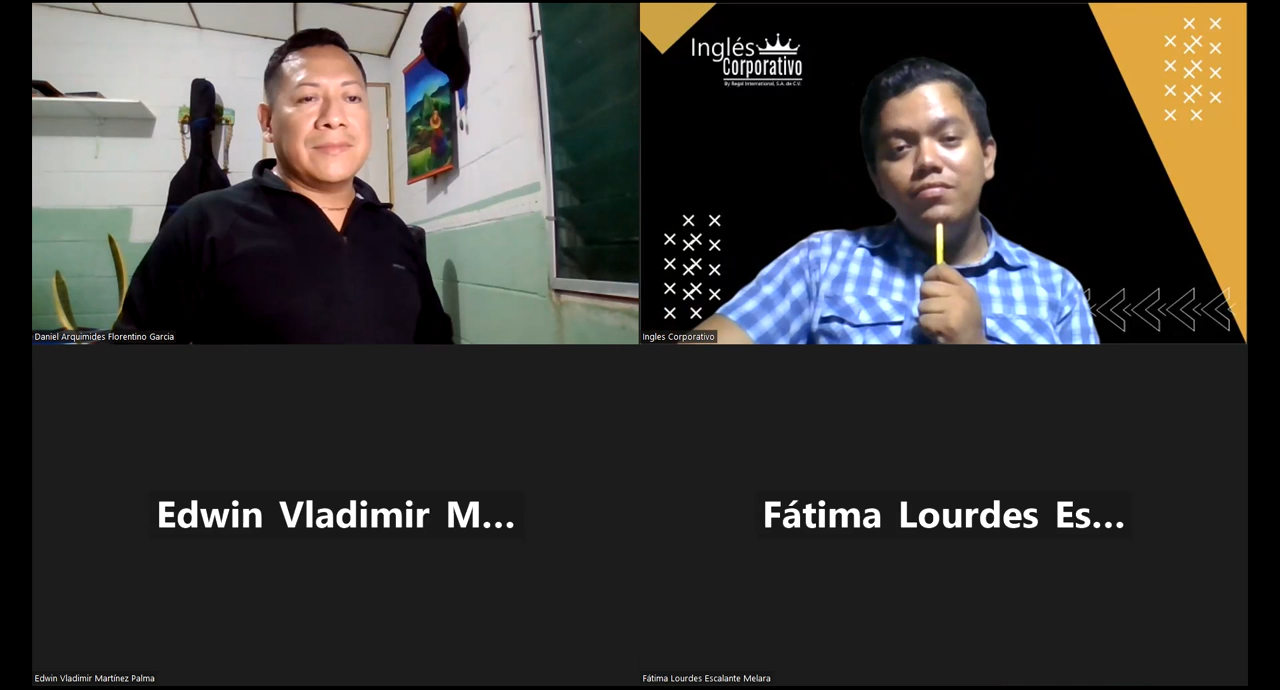 Inglés
Corporativo
By Regal International, S.A. de C.V.
Daniel Arquimides Florentino Garcia
Ingles Corporativo
Edwin Vladimir M...
Fátima Lourdes Es...
Edwin Vladimir Martínez Palma
Fátima Lourdes Escalante Melara